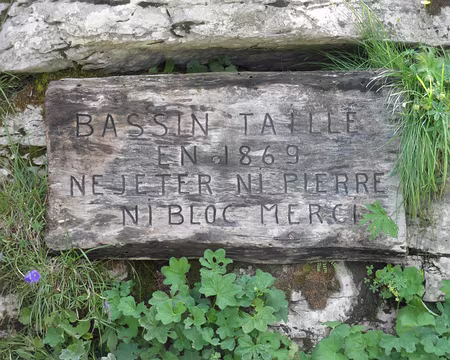 BASSIN TAILLE
EN 1869
NE JETER NI PIERRE
NI BLOC MERCI